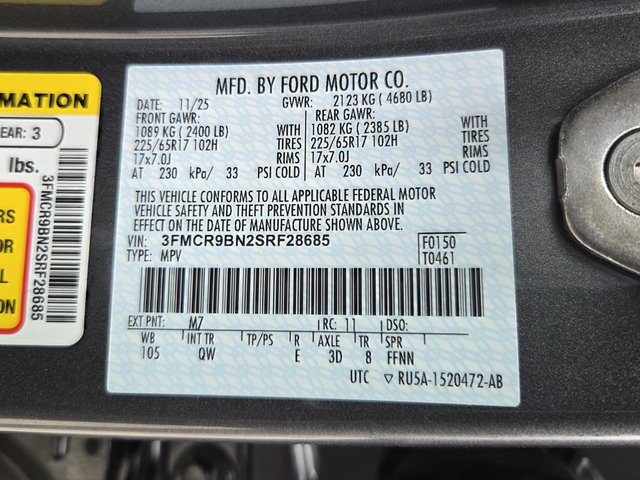 MATION
EAR: 3
lbs.
RS
OR
AL
ON
3FMCR9BN2SRF28685
MFD. BY FORD MOTOR CO.
DATE: 11/25 GVWR: 2123 KG ( 4680 LB)
FRONT GAWR: REAR GAWR:
1089 KG ( 2400 LB) WITH 1082 KG ( 2385 LB) WITH
225/65R17 102H TIRES 225/65R17 102H TIRES
17x7.0J RIMS 17x7.0J RIMS
AT 230 kPa/ 33 PSI COLD AT 230 kPa/ 33 PSI COLD
THIS VEHICLE CONFORMS TO ALL APPLICABLE FEDERAL MOTOR
VEHICLE SAFETY AND THEFT PREVENTION STANDARDS IN
EFFECT ON THE DATE OF MANUFACTURE SHOWN ABOVE.
VIN: 3FMCR9BN2SRF28685 F0150
TYPE: MPV T0461
EXT PNT: M7 RC: 11 DSO:
WB INT TR TP/PS R AXLE TR SPR
105 QW E 3D 8 FFNN
UTC ▽ RU5A-1520472-AB